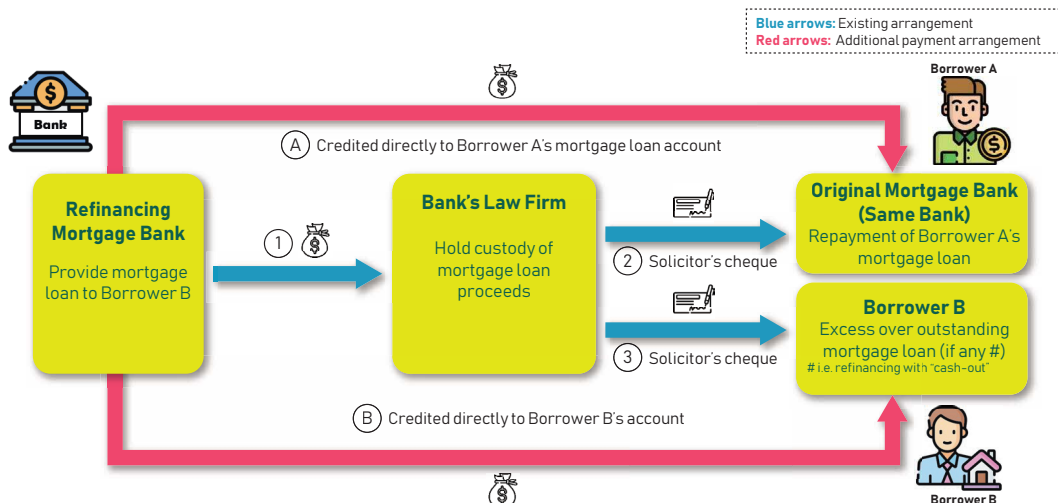 Blue arrows: Existing arrangement
Red arrows: Additional payment arrangement
Borrower A
Bank
A Credited directly to Borrower A's mortgage loan account
Refinancing
Mortgage Bank
Provide mortgage
loan to Borrower B
1
Bank's Law Firm
Hold custody of
mortgage loan
proceeds
2 Solicitor's cheque
3 Solicitor's cheque
Original Mortgage Bank
(Same Bank)
Repayment of Borrower A's
mortgage loan
Borrower B
Excess over outstanding
mortgage loan (if any #)
# i.e. refinancing with "cash-out"
B Credited directly to Borrower B's account
Borrower B